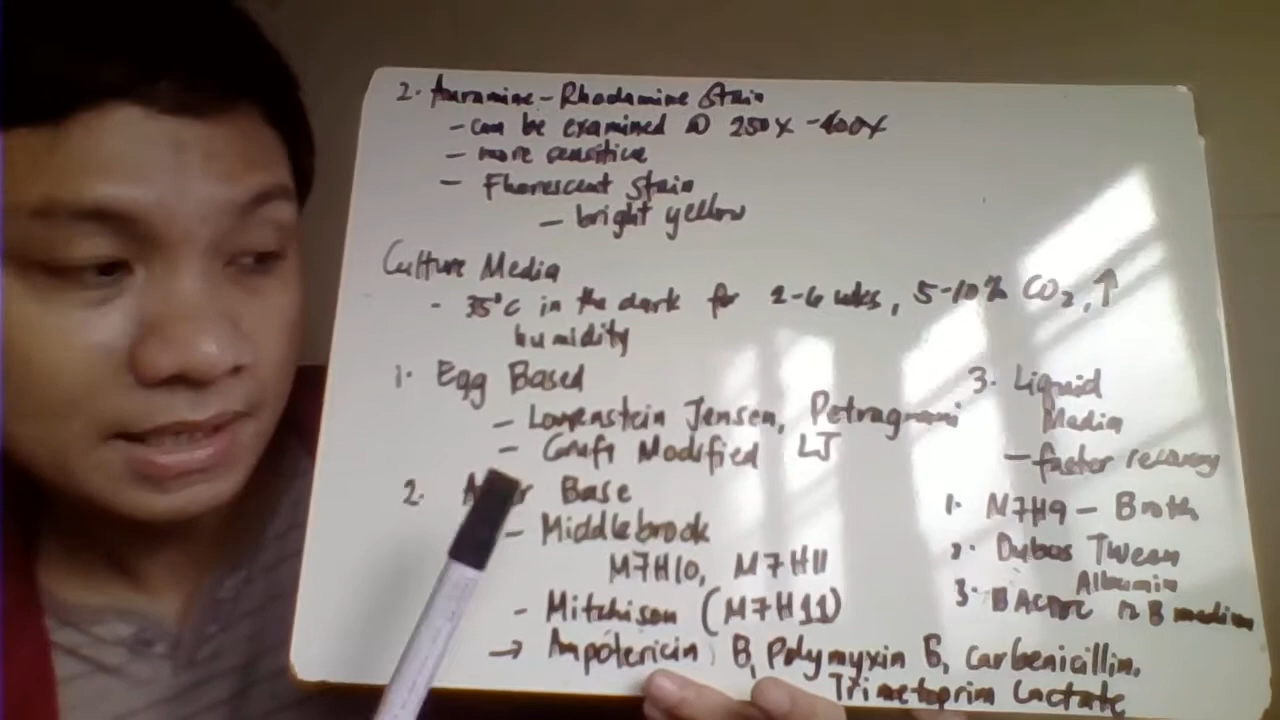 2. Auramine-Rhodamine Stain
- can be examined @ 250X - 400X
- more sensitive
- Fluorescent Stain
- bright yellow
Culture Media
- 35°C in the dark for 2-6 wks, 5-10% CO2, ↑
humidity
1. Egg Based
- Lowenstein Jensen, Petragnani
- Gruft Modified LJ
2. Agar Base
- Middlebrook
M7H10, M7H11
- Mitchison (M7H11)
→ Ampotericin B, Polymyxin B, Carbenicillin,
Trimetoprim Lactate
3. Liquid
Media
- faster recovery
1. M7H9 - Broth
2. Dubos Tween
Albumin
3. BACTEC 12 B medium